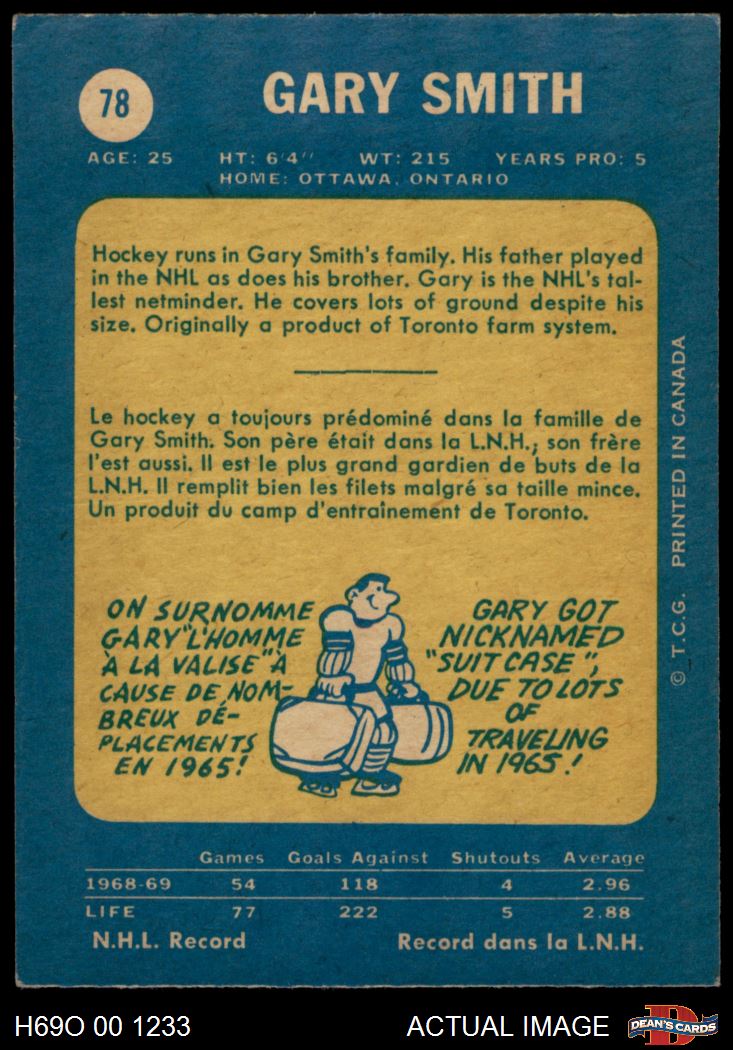 78
GARY SMITH
AGE: 25 HT: 6'4" WT: 215 YEARS PRO: 5
HOME: OTTAWA, ONTARIO
Hockey runs in Gary Smith's family. His father played
in the NHL as does his brother. Gary is the NHL's tal-
lest netminder. He covers lots of ground despite his
size. Originally a product of Toronto farm system.
Le hockey a toujours prédominé dans la famille de
Gary Smith. Son père était dans la L.N.H.; son frère
l'est aussi. Il est le plus grand gardien de buts de la
L.N.H. Il remplit bien les filets malgré sa taille mince.
Un produit du camp d'entraînement de Toronto.
ON SURNOMME
GARY "L'HOMME
À LA VALISE" À
CAUSE DE NOM-
BREUX DÉ-
PLACEMENTS
EN 1965!
GARY GOT
NICKNAMED
"SUITCASE",
DUE TO LOTS
OF
TRAVELING
IN 1965!
© T.C.G. PRINTED IN CANADA
Games Goals Against Shutouts Average
1968-69 54 118 4 2.96
LIFE 77 222 5 2.88
N.H.L. Record Record dans la L.N.H.
H69O 00 1233 ACTUAL IMAGE D DEAN'S CARDS